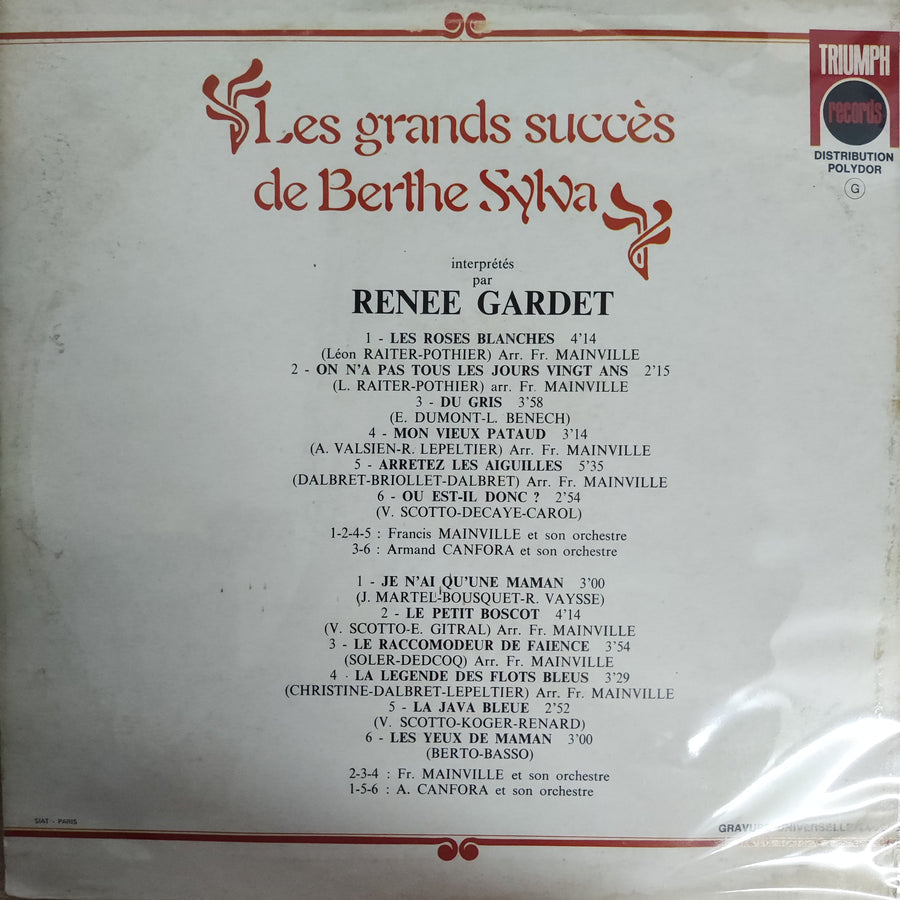 TRIUMPH
records
DISTRIBUTION
POLYDOR
G
Les grands succès
de Berthe Sylva
interprétés
par
RENEE GARDET
1 - LES ROSES BLANCHES 4'14
(Léon RAITER-POTHIER) Arr. Fr. MAINVILLE
2 - ON N'A PAS TOUS LES JOURS VINGT ANS 2'15
(L. RAITER-POTHIER) arr. Fr. MAINVILLE
3 - DU GRIS 3'58
(E. DUMONT-L. BENECH)
4 - MON VIEUX PATAUD 3'14
(A. VALSIEN-R. LEPELTIER) Arr. Fr. MAINVILLE
5 - ARRETEZ LES AIGUILLES 5'35
(DALBRET-BRIOLLET-DALBRET) Arr. Fr. MAINVILLE
6 - OU EST-IL DONC ? 2'54
(V. SCOTTO-DECAYE-CAROL)
1-2-4-5 : Francis MAINVILLE et son orchestre
3-6 : Armand CANFORA et son orchestre
1 - JE N'AI QU'UNE MAMAN 3'00
(J. MARTEL-BOUSQUET-R. VAYSSE)
2 - LE PETIT BOSCOT 4'14
(V. SCOTTO-E. GITRAL) Arr. Fr. MAINVILLE
3 - LE RACCOMODEUR DE FAIENCE 3'54
(SOLER-DEDCOQ) Arr. Fr. MAINVILLE
4 - LA LEGENDE DES FLOTS BLEUS 3'29
(CHRISTINE-DALBRET-LEPELTIER) Arr. Fr. MAINVILLE
5 - LA JAVA BLEUE 2'52
(V. SCOTTO-KOGER-RENARD)
6 - LES YEUX DE MAMAN 3'00
(BERTO-BASSO)
2-3-4 : Fr. MAINVILLE et son orchestre
1-5-6 : A. CANFORA et son orchestre
SIAT - PARIS
GRAVURE UNIVERSELLE